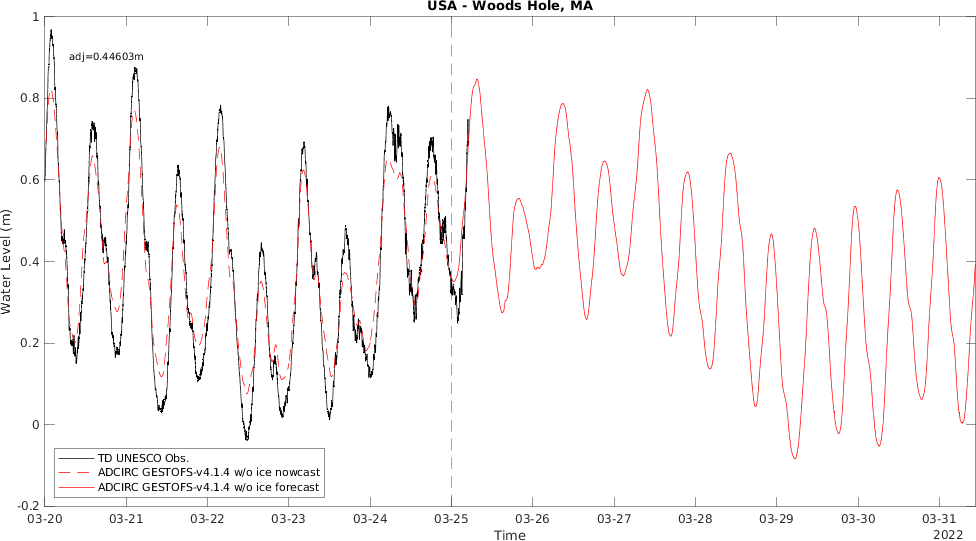 USA - Woods Hole, MA
adj=0.44603m
1
0.8
0.6
0.4
0.2
0
-0.2
Water Level (m)
TD UNESCO Obs.
ADCIRC GESTOFS-v4.1.4 w/o ice nowcast
ADCIRC GESTOFS-v4.1.4 w/o ice forecast
03-20 03-21 03-22 03-23 03-24 03-25 03-26 03-27 03-28 03-29 03-30 03-31
Time
2022